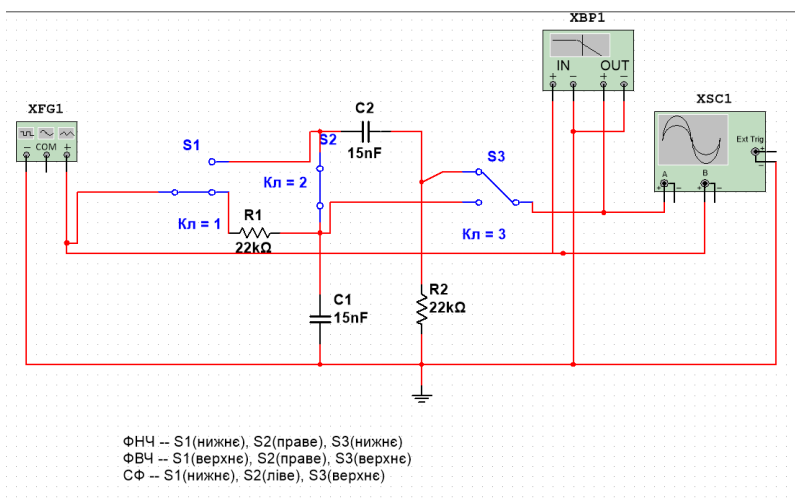 XBP1
IN OUT
+ − + −
XFG1
COM
− +
XSC1
Ext Trig
+
−
A B
+ − + −
C2
15nF
S1
S2
S3
Кл = 2
Кл = 1
R1
22kΩ
Кл = 3
C1
15nF
R2
22kΩ
ФНЧ -- S1(нижнє), S2(праве), S3(нижнє)
ФВЧ -- S1(верхнє), S2(праве), S3(верхнє)
СФ -- S1(нижнє), S2(ліве), S3(верхнє)